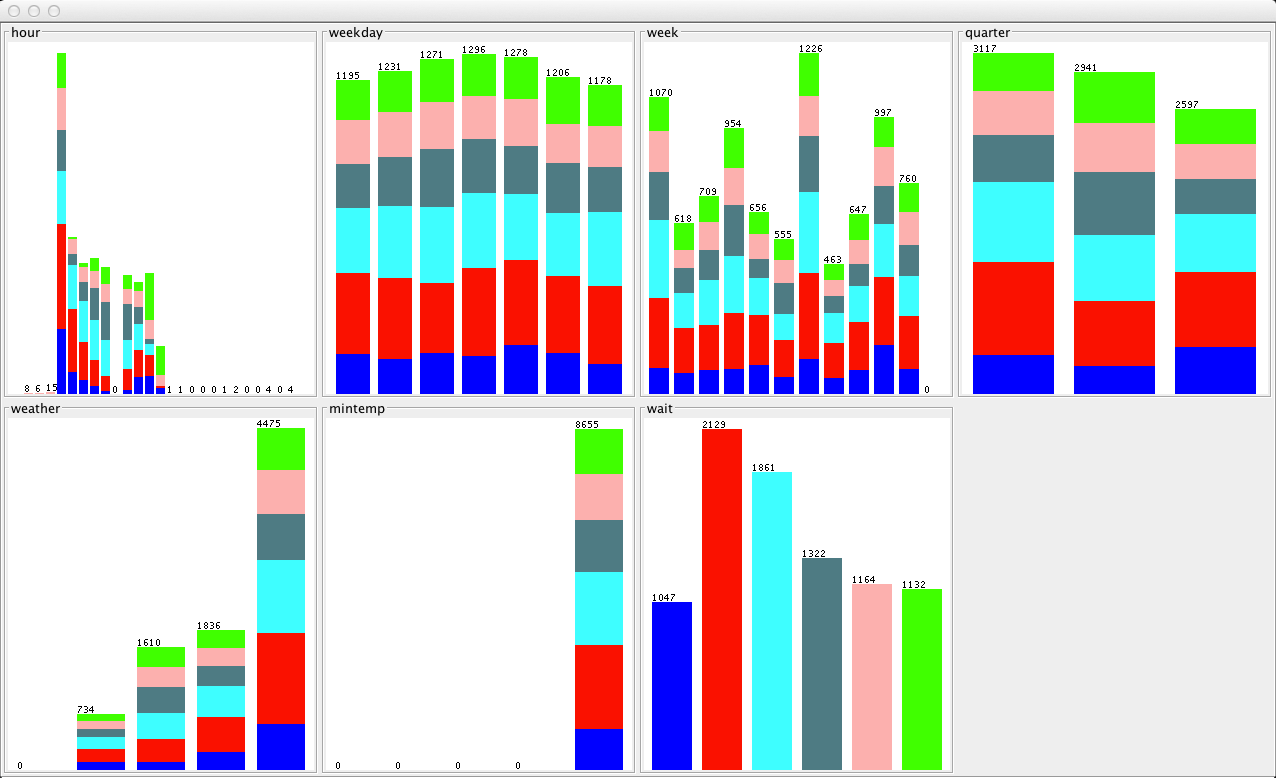 hour
8 6 15 0 1 1 0 0 0 1 2 0 0 4 0 4
weekday
1195 1231 1271 1296 1278 1206 1178
week
1070 618 709 954 656 555 1226 463 647 997 760 0
quarter
3117 2941 2597
weather
0 734 1610 1836 4475
mintemp
0 0 0 0 8655
wait
1047 2129 1861 1322 1164 1132